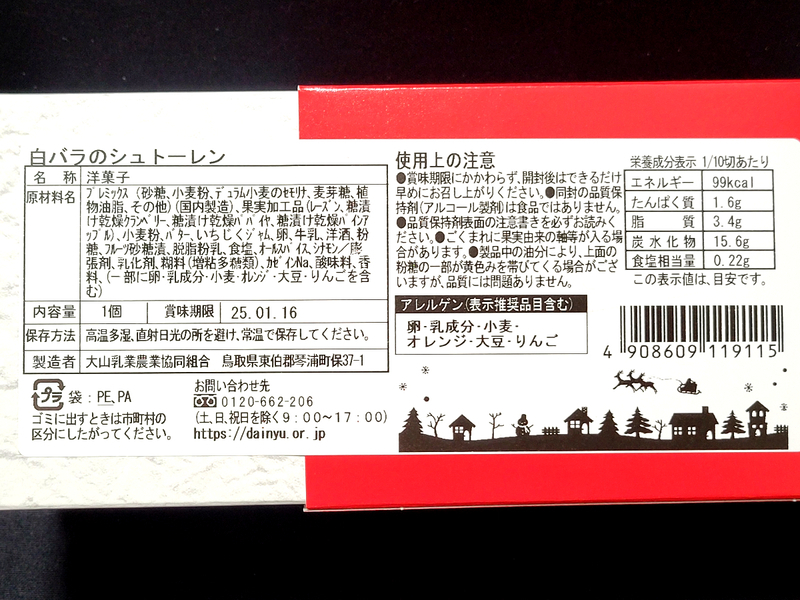 白バラのシュトーレン
名 称 洋菓子
原材料名 プレミックス（砂糖、小麦粉、デュラム小麦のセモリナ、麦芽糖、植
物油脂、その他）（国内製造）、果実加工品（レーズン、糖漬
け乾燥クランベリー、糖漬け乾燥パパイヤ、糖漬け乾燥パインア
ップル）、小麦粉、バター、いちじくジャム、卵、牛乳、洋酒、粉
糖、フルーツ砂糖漬、脱脂粉乳、食塩、オールスパイス、シナモン／膨
張剤、乳化剤、糊料（増粘多糖類）、カゼインNa、酸味料、香
料、（一部に卵・乳成分・小麦・オレンジ・大豆・りんごを含
む）
内容量 1個 賞味期限 25.01.16
保存方法 高温多湿、直射日光の所を避け、常温で保存してください。
製造者 大山乳業農業協同組合 鳥取県東伯郡琴浦町保37-1
プラ 袋：PE、PA
ゴミに出すときは市町村の
区分にしたがってください。
お問い合わせ先
0120-662-206
（土、日、祝日を除く9:00～17:00）
https://dainyu.or.jp
使用上の注意
●賞味期限にかかわらず、開封後はできるだけ
早めにお召し上がりください。●同封の品質保
持剤（アルコール製剤）は食品ではありません。
●品質保持剤表面の注意書きを必ずお読みく
ださい。●ごくまれに果実由来の軸等が入る場
合があります。●製品中の油分により、上面の
粉糖の一部が黄色みを帯びてくる場合がござ
いますが、品質には問題ありません。
アレルゲン（表示推奨品目含む）
卵・乳成分・小麦・
オレンジ・大豆・りんご
栄養成分表示 1/10切あたり
エネルギー 99kcal
たんぱく質 1.6g
脂 質 3.4g
炭水化物 15.6g
食塩相当量 0.22g
この表示値は、目安です。
4 908609 119115